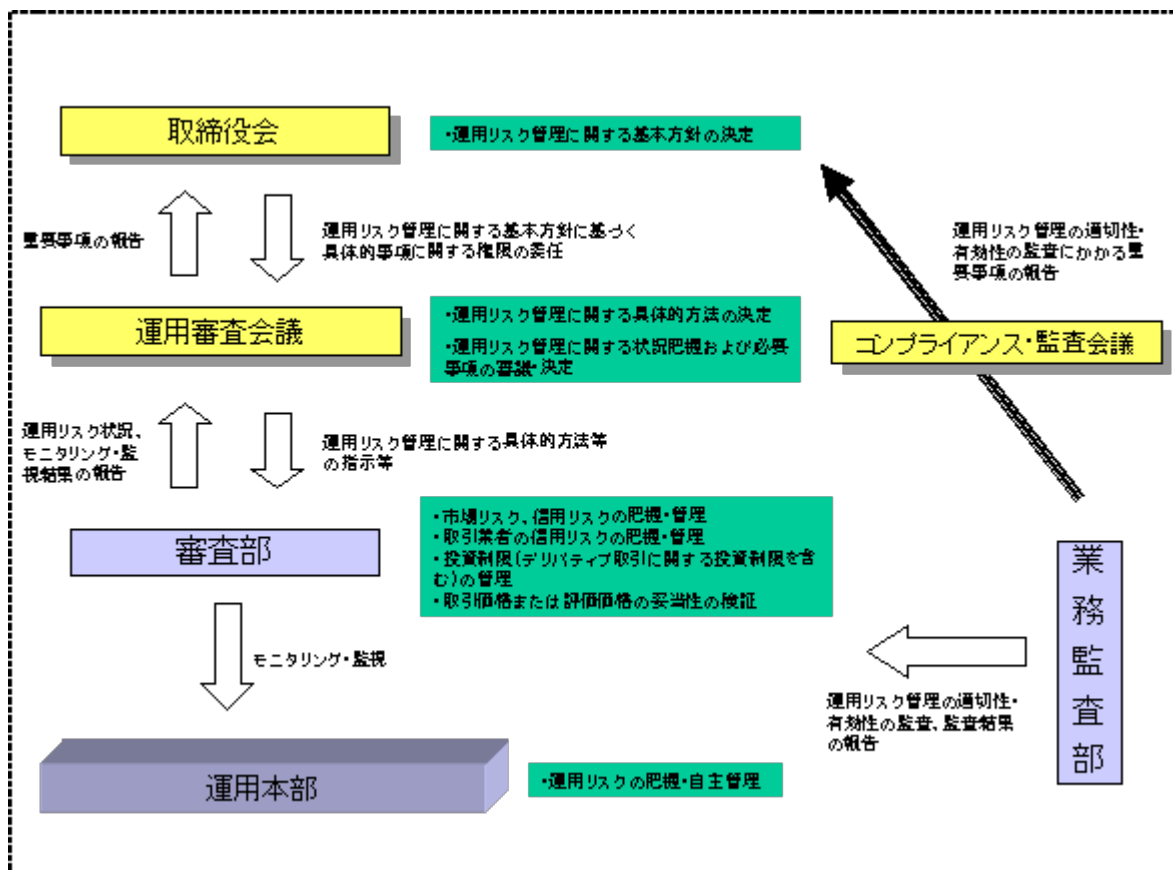 取締役会
・運用リスク管理に関する基本方針の決定
重要事項の報告
運用リスク管理に関する基本方針に基づく
具体的事項に関する権限の委任
運用リスク管理の適切性・
有効性の監査にかかる重
要事項の報告
運用審査会議
・運用リスク管理に関する具体的方法の決定
・運用リスク管理に関する状況把握および必要
事項の審議・決定
コンプライアンス・監査会議
運用リスク状況、
モニタリング・監
視結果の報告
運用リスク管理に関する具体的方法等
の指示等
審査部
・市場リスク、信用リスクの把握・管理
・取引業者の信用リスクの把握・管理
・投資制限(デリバティブ取引に関する投資制限を含
む)の管理
・取引価格または評価価格の妥当性の検証
業務監査部
モニタリング・監視
運用リスク管理の適切性・
有効性の監査、監査結果
の報告
運用本部
・運用リスクの把握・自主管理